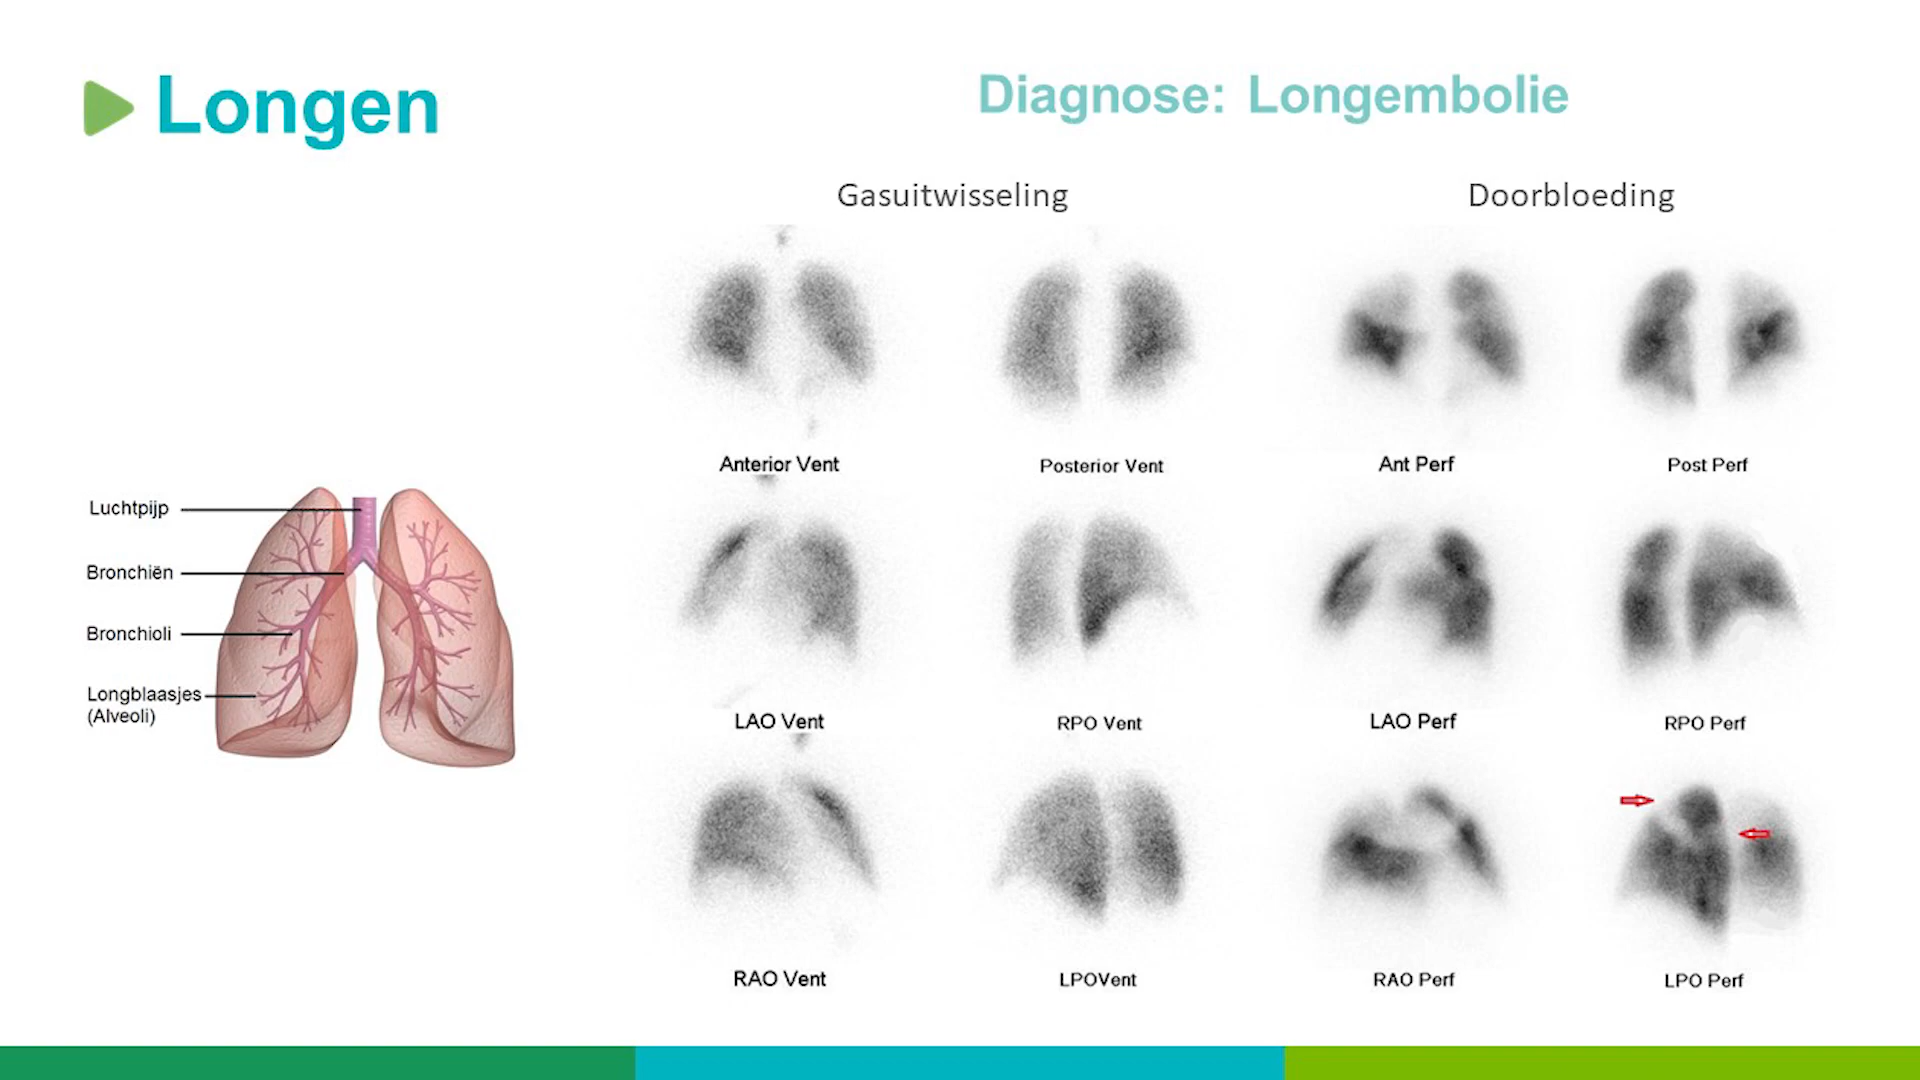 Longen
Diagnose: Longembolie
Gasuitwisseling
Doorbloeding
Anterior Vent
Posterior Vent
Ant Perf
Post Perf
LAO Vent
RPO Vent
LAO Perf
RPO Perf
RAO Vent
LPOVent
RAO Perf
LPO Perf
Luchtpijp
Bronchiën
Bronchioli
Longblaasjes
(Alveoli)